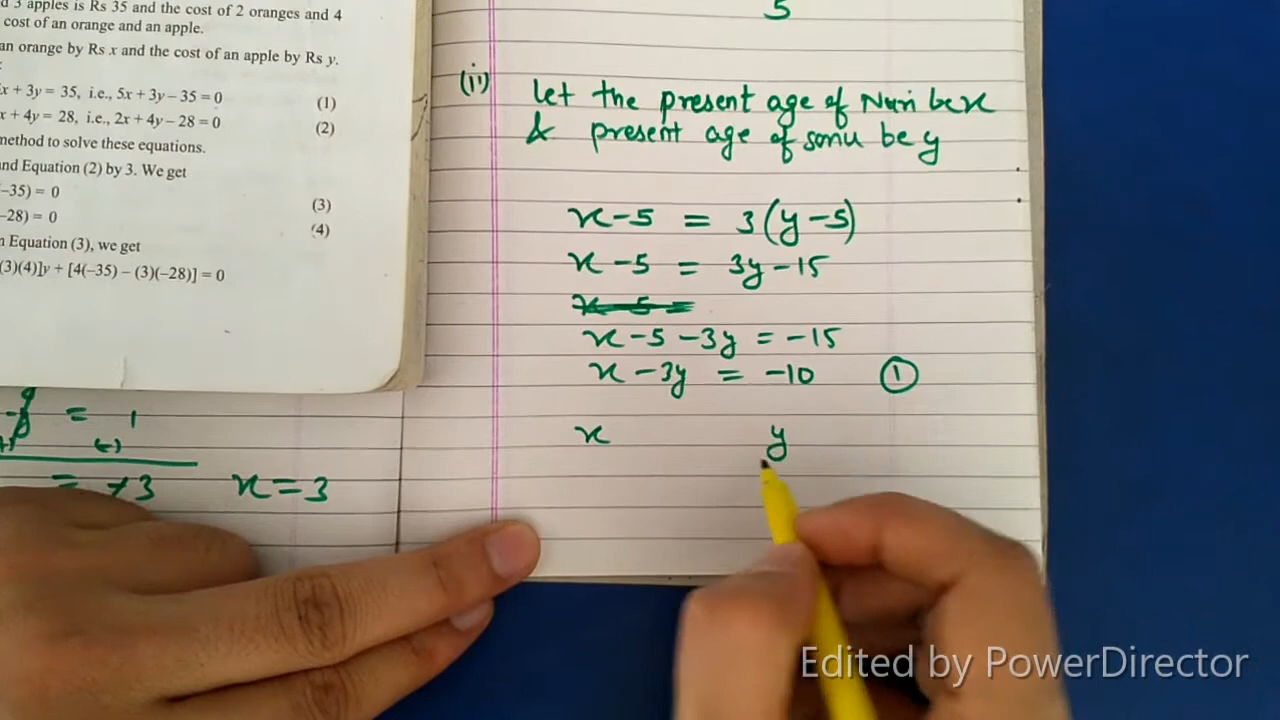 d 3 apples is Rs 35 and the cost of 2 oranges and 4
cost of an orange and an apple.
an orange by Rs x and the cost of an apple by Rs y.
x + 3y = 35, i.e., 5x + 3y – 35 = 0 (1)
x + 4y = 28, i.e., 2x + 4y – 28 = 0 (2)
method to solve these equations.
nd Equation (2) by 3. We get
–35) = 0 (3)
–28) = 0 (4)
n Equation (3), we get
(3)(4)]y + [4(–35) – (3)(–28)] = 0
= 1
(-)
= +3 x = 3
5
(ii) Let the present age of Nuri be x
& present age of sonu be y
x - 5 = 3(y - 5)
x - 5 = 3y - 15
x - 5 =
x - 5 - 3y = -15
x - 3y = -10 ①
x y
Edited by PowerDirector